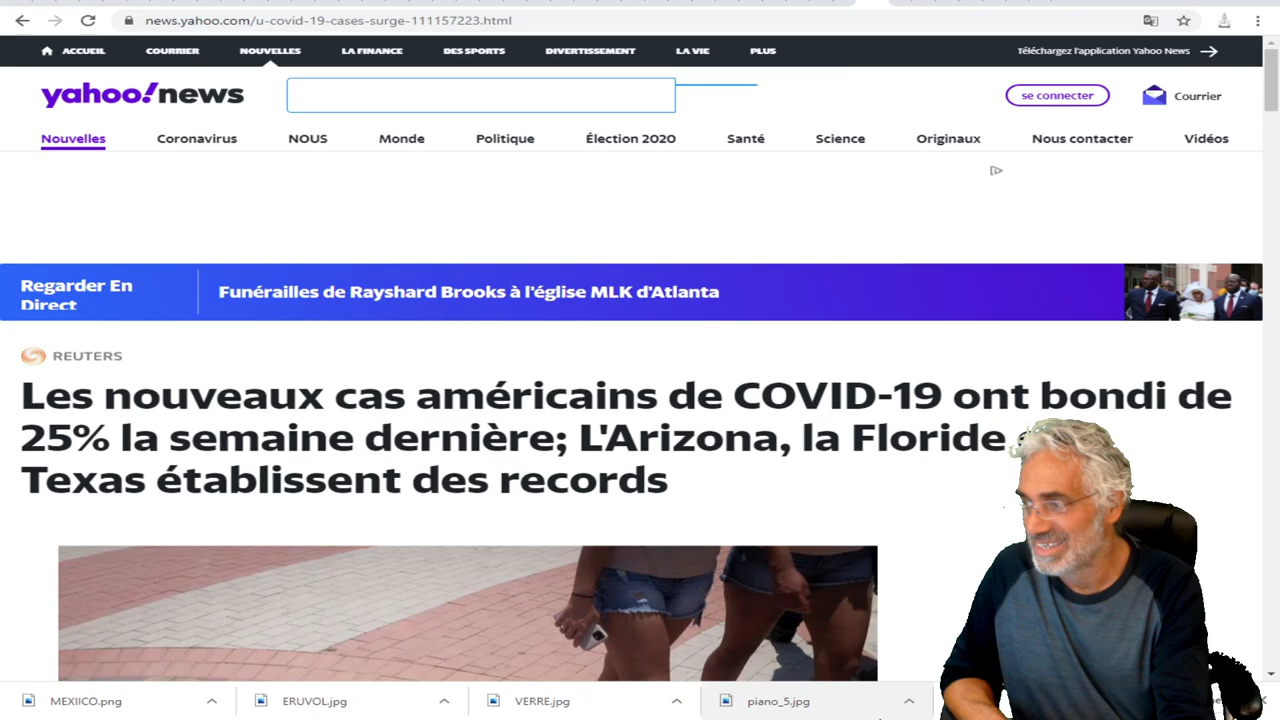 news.yahoo.com/u-covid-19-cases-surge-111157223.html
ACCUEIL COURRIER NOUVELLES LA FINANCE DES SPORTS DIVERTISSEMENT LA VIE PLUS Téléchargez l'application Yahoo News
yahoo!news se connecter Courrier
Nouvelles Coronavirus NOUS Monde Politique Élection 2020 Santé Science Originaux Nous contacter Vidéos
Regarder En
Direct
Funérailles de Rayshard Brooks à l'église MLK d'Atlanta
REUTERS
Les nouveaux cas américains de COVID-19 ont bondi de
25% la semaine dernière; L'Arizona, la Floride
Texas établissent des records
MEXIICO.png ERUVOL.jpg VERRE.jpg piano_5.jpg